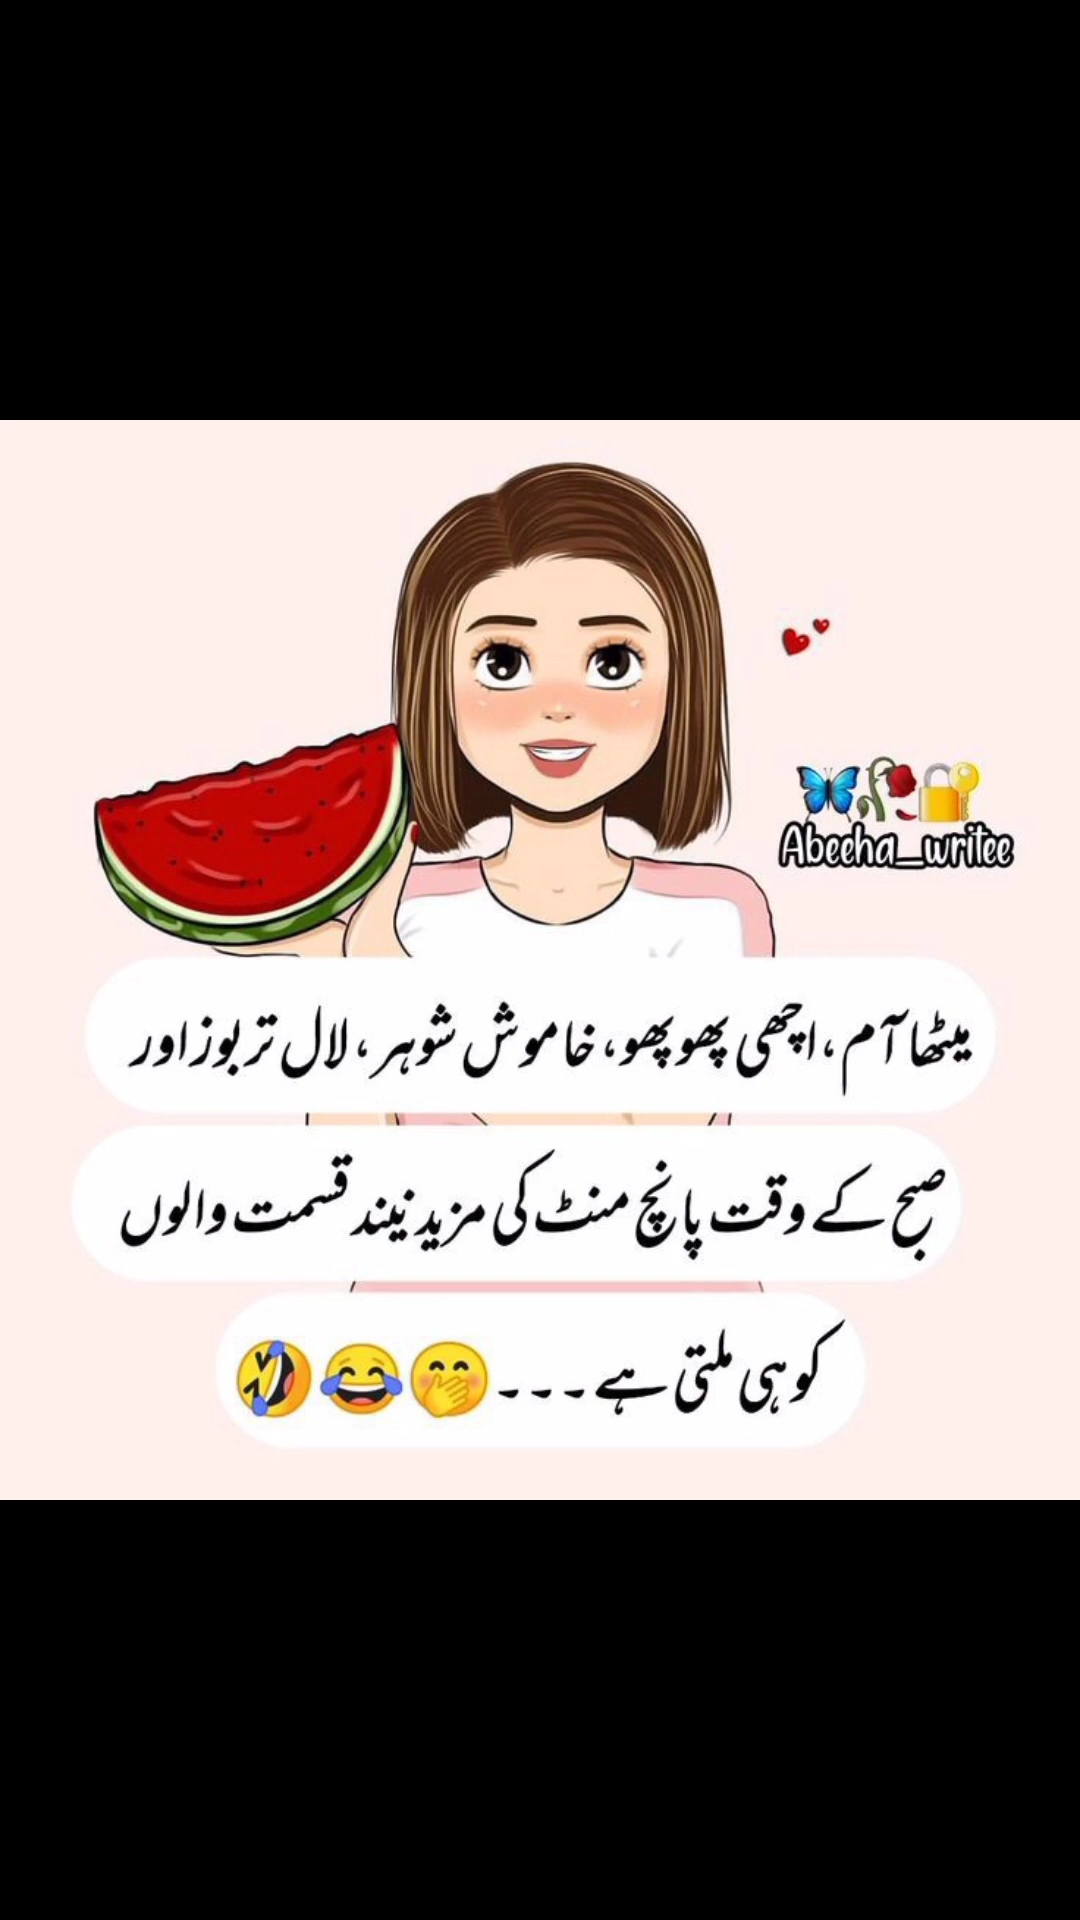 Abeeha_writee
میٹھا آم ، اچھی پھوپھو، خاموش شوہر ، لال تربوز اور
صبح کے وقت پانچ منٹ کی مزید نیند قسمت والوں
کو ہی ملتی ہے ۔۔۔ 🤭😂🤣